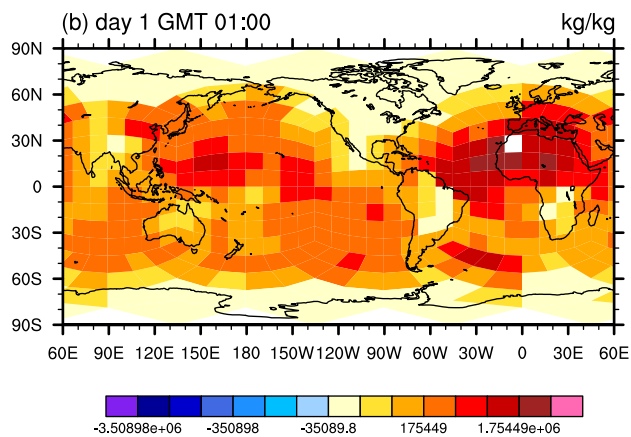 (b) day 1 GMT 01:00 kg/kg
90N
60N
30N
0
30S
60S
90S
60E 90E 120E 150E 180 150W 120W 90W 60W 30W 0 30E 60E
-3.50898e+06 -350898 -35089.8 175449 1.75449e+06